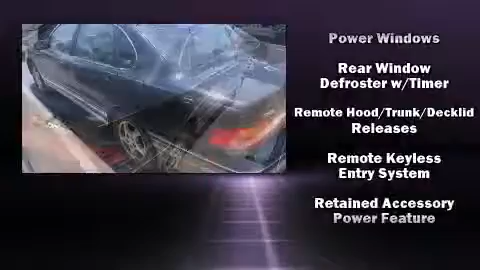 Power Windows
Rear Window
Defroster w/Timer
Remote Hood/Trunk/Decklid
Releases
Remote Keyless
Entry System
Retained Accessory
Power Feature